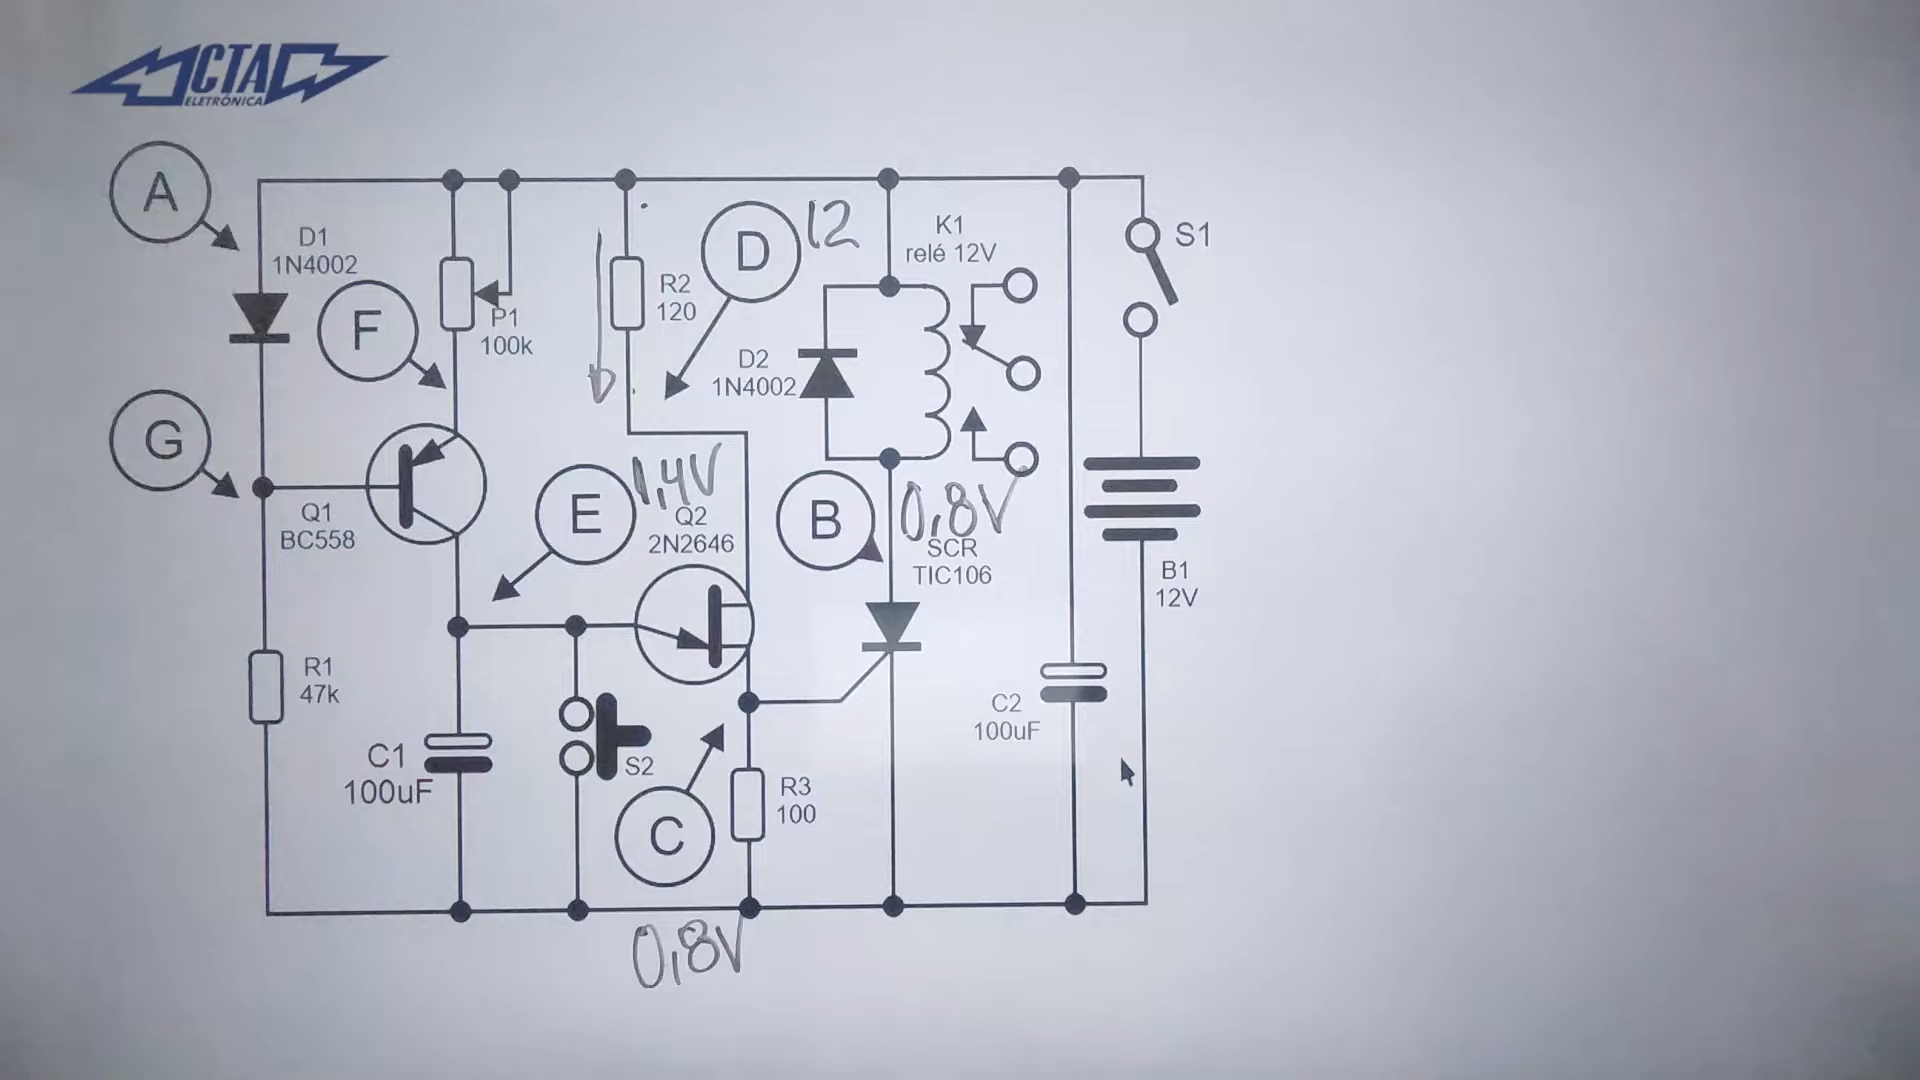 CTA
ELETRÔNICA
A
D1
1N4002
F
P1
100k
R2
120
D
12
K1
relé 12V
S1
D2
1N4002
G
Q1
BC558
E
1,4V
Q2
2N2646
B
0,8V
SCR
TIC106
B1
12V
R1
47k
C1
100uF
S2
C
R3
100
C2
100uF
0,8V